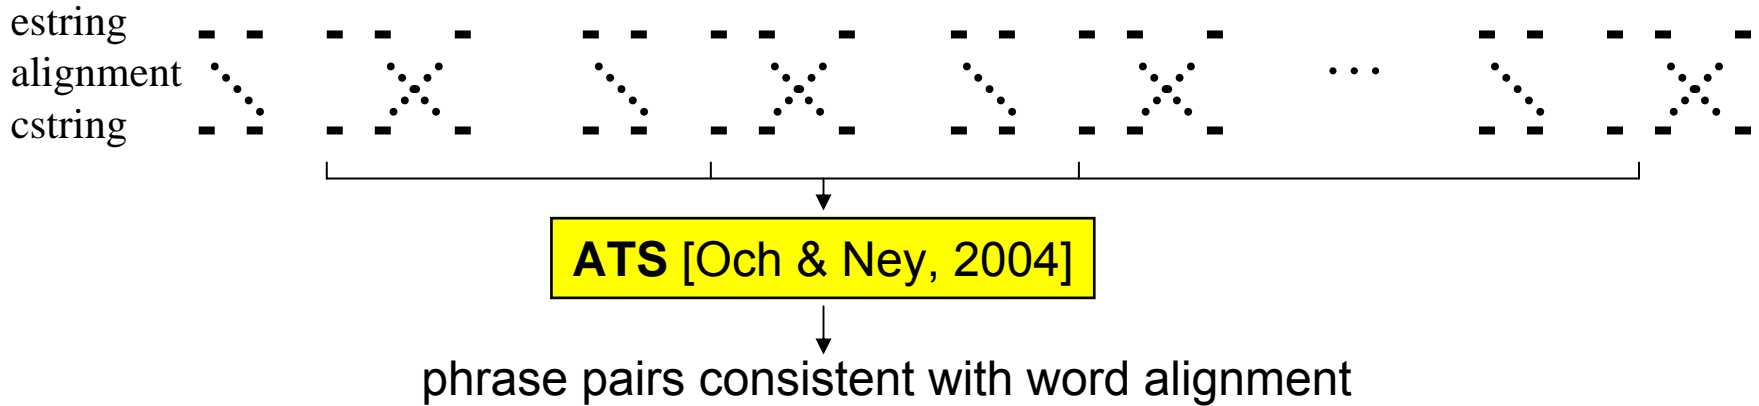 estring
alignment ...
cstring
ATS [Och & Ney, 2004]
phrase pairs consistent with word alignment